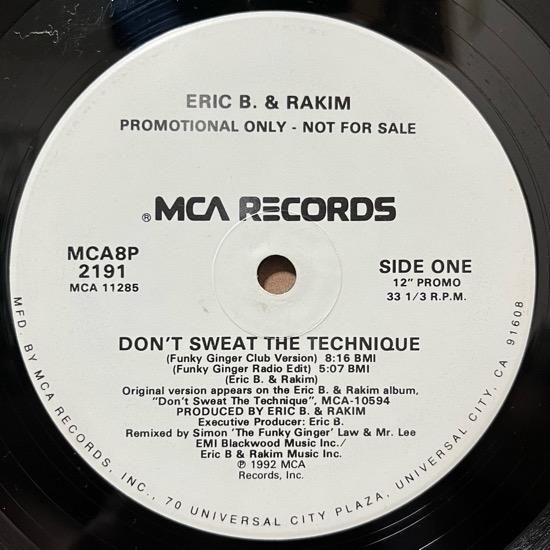 ERIC B. & RAKIM
PROMOTIONAL ONLY - NOT FOR SALE
® MCA RECORDS
MCA8P
2191
MCA 11285
SIDE ONE
12" PROMO
33 1/3 R.P.M.
DON'T SWEAT THE TECHNIQUE
(Funky Ginger Club Version) 8:16 BMI
(Funky Ginger Radio Edit) 5:07 BMI
(Eric B. & Rakim)
Original version appears on the Eric B. & Rakim album,
"Don't Sweat The Technique", MCA-10594
PRODUCED BY ERIC B. & RAKIM
Executive Producer: Eric B.
Remixed by Simon 'The Funky Ginger' Law & Mr. Lee
EMI Blackwood Music Inc./
Eric B & Rakim Music Inc.
℗ 1992 MCA
Records, Inc.
MFD. BY MCA RECORDS, INC., 70 UNIVERSAL CITY PLAZA, UNIVERSAL CITY, CA 91608